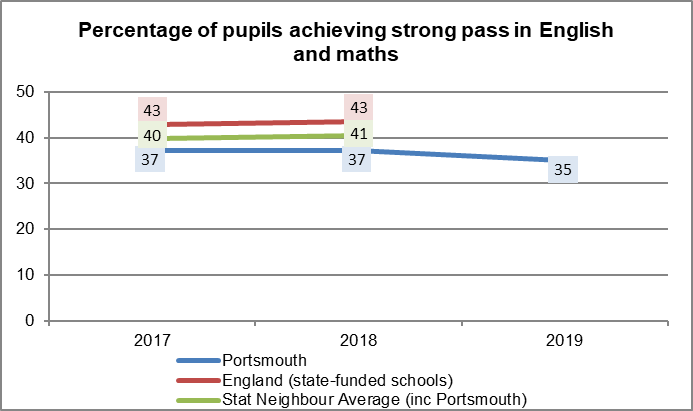 Percentage of pupils achieving strong pass in English
and maths
50
43
43
40
41
40
37
37
35
30
20
10
0
2017 2018 2019
Portsmouth
England (state-funded schools)
Stat Neighbour Average (inc Portsmouth)